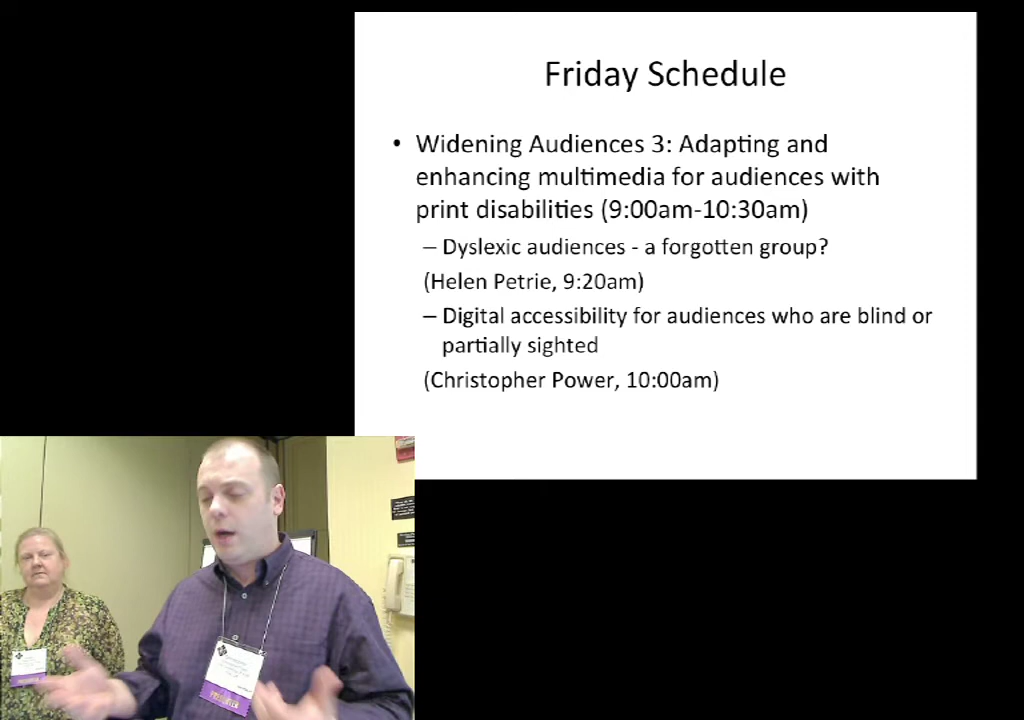 Friday Schedule
• Widening Audiences 3: Adapting and
enhancing multimedia for audiences with
print disabilities (9:00am-10:30am)
– Dyslexic audiences - a forgotten group?
(Helen Petrie, 9:20am)
– Digital accessibility for audiences who are blind or
partially sighted
(Christopher Power, 10:00am)